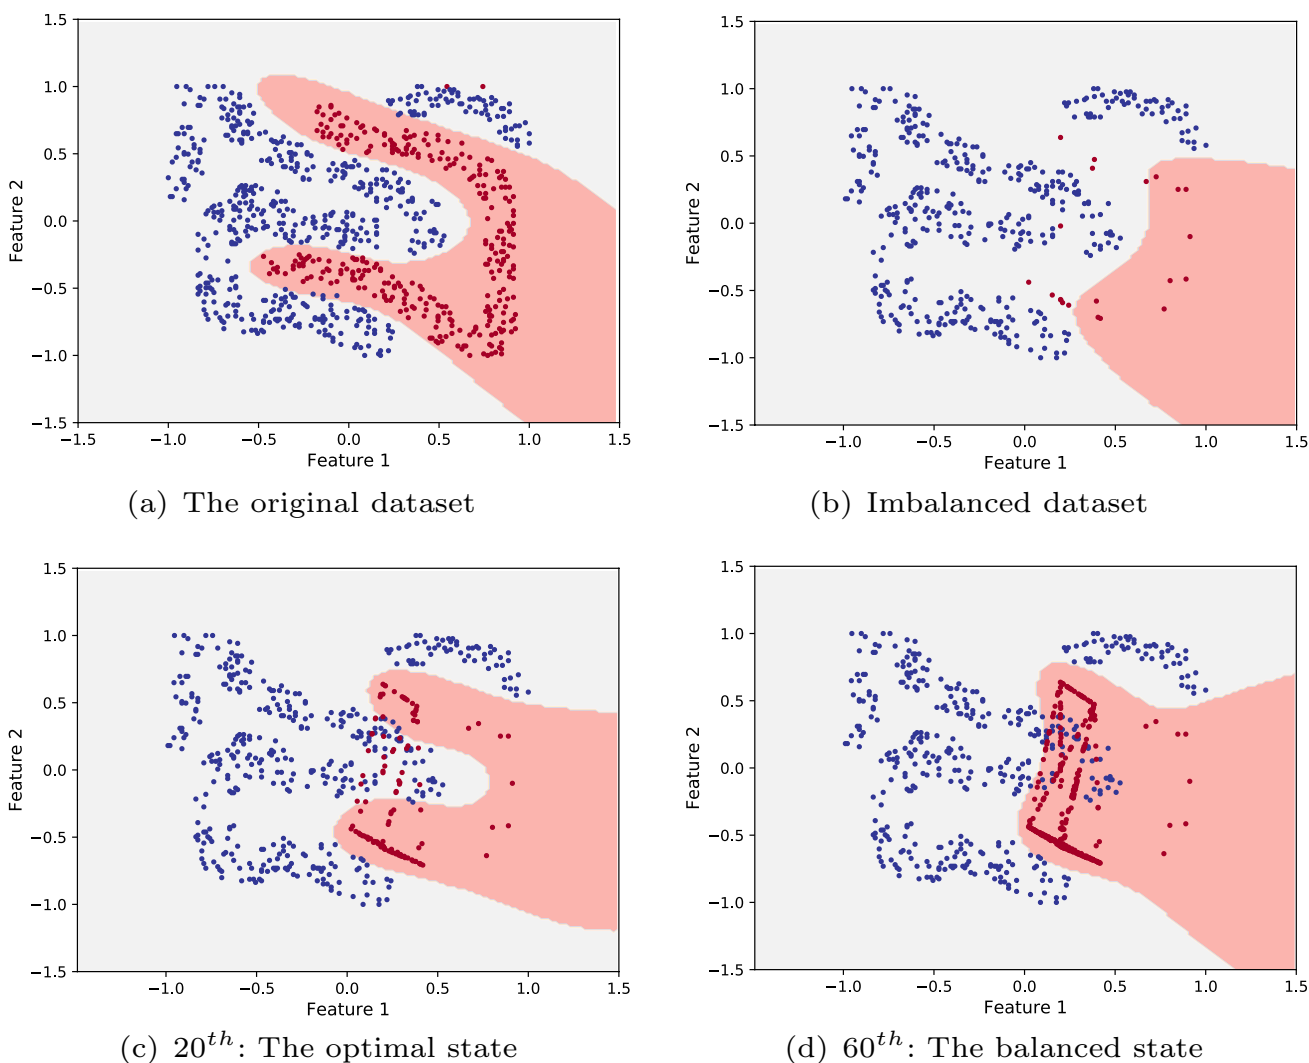 1.5
1.0
0.5
0.0
−0.5
−1.0
−1.5
Feature 2
−1.5 −1.0 −0.5 0.0 0.5 1.0 1.5
Feature 1
(a) The original dataset
1.5
1.0
0.5
0.0
−0.5
−1.0
−1.5
Feature 2
−1.0 −0.5 0.0 0.5 1.0 1.5
Feature 1
(b) Imbalanced dataset
1.5
1.0
0.5
0.0
−0.5
−1.0
−1.5
Feature 2
−1.0 −0.5 0.0 0.5 1.0 1.5
Feature 1
(c) 20th: The optimal state
1.5
1.0
0.5
0.0
−0.5
−1.0
−1.5
Feature 2
−1.0 −0.5 0.0 0.5 1.0 1.5
Feature 1
(d) 60th: The balanced state